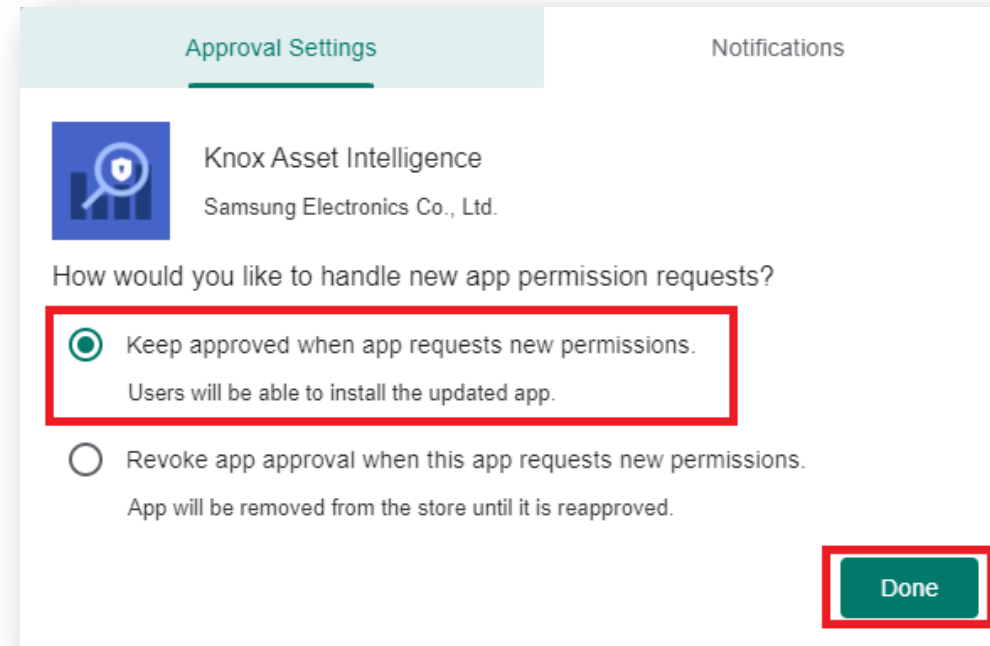 Approval Settings
Notifications
Knox Asset Intelligence
Samsung Electronics Co., Ltd.
How would you like to handle new app permission requests?
Keep approved when app requests new permissions.
Users will be able to install the updated app.
Revoke app approval when this app requests new permissions.
App will be removed from the store until it is reapproved.
Done